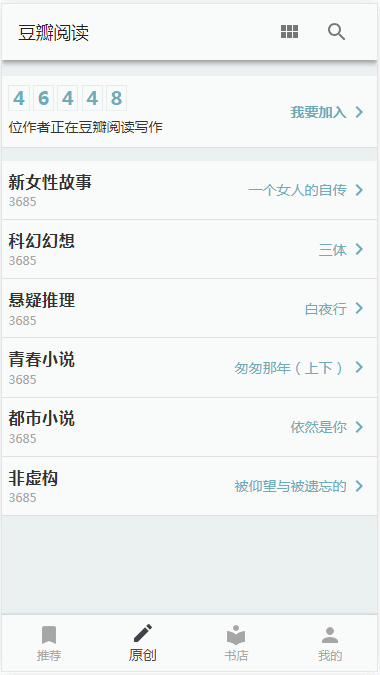 豆瓣阅读
46448
位作者正在豆瓣阅读写作
我要加入
新女性故事
3685
一个女人的自传
科幻幻想
3685
三体
悬疑推理
3685
白夜行
青春小说
3685
匆匆那年（上下）
都市小说
3685
依然是你
非虚构
3685
被仰望与被遗忘的
推荐
原创
书店
我的